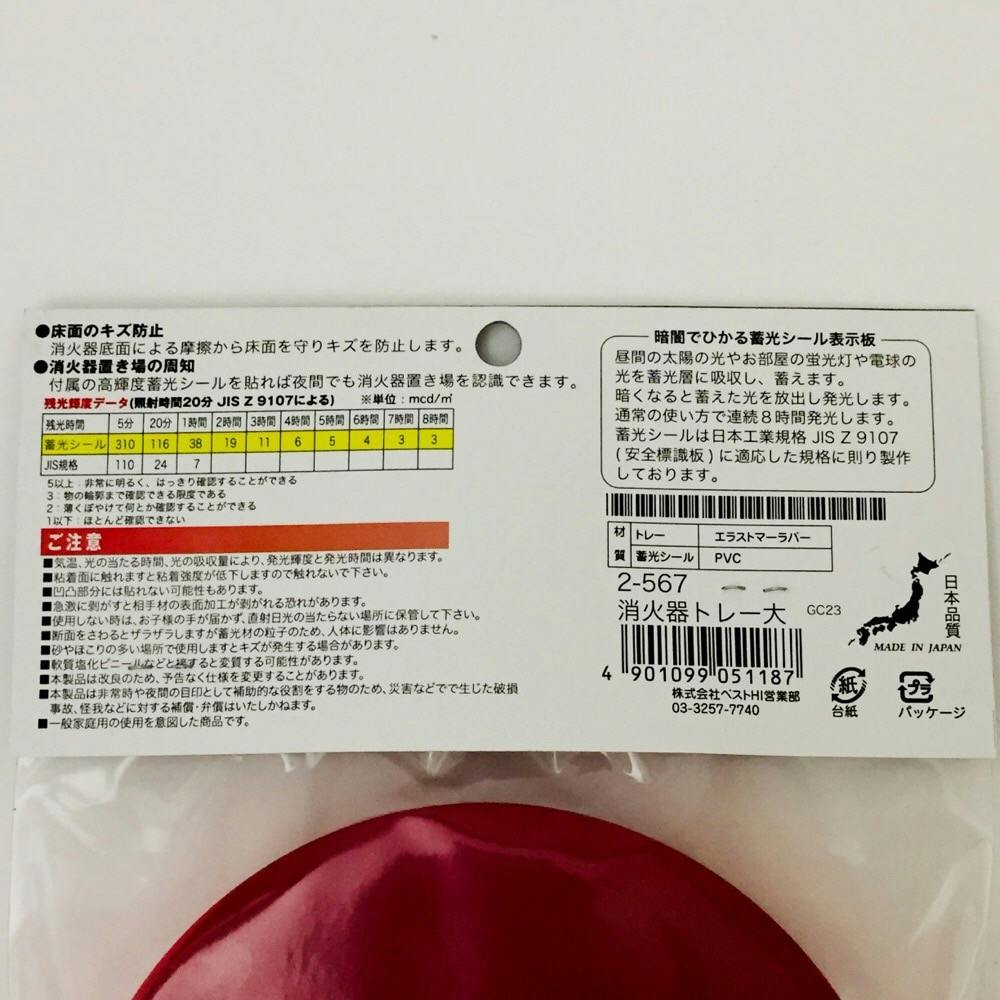 ●床面のキズ防止
消火器底面による摩擦から床面を守りキズを防止します。
●消火器置き場の周知
付属の高輝度蓄光シールを貼れば夜間でも消火器置き場を認識できます。
残光輝度データ(照射時間20分 JIS Z 9107による) ※単位：mcd/㎡
残光時間 5分 20分 1時間 2時間 3時間 4時間 5時間 6時間 7時間 8時間
蓄光シール 310 116 38 19 11 6 5 4 3 3
JIS規格 110 24 7
5以上：非常に明るく、はっきり確認することができる
3：物の輪郭まで確認できる限度である
2：薄くぼやけて何とか確認することができる
1以下：ほとんど確認できない
ご注意
■気温、光の当たる時間、光の吸収量により、発光輝度と発光時間は異なります。
■粘着面に触れますと粘着強度が低下しますので触れないで下さい。
■凹凸部分には貼れない可能性もあります。
■急激に剥がすと相手材の表面加工が剥がれる恐れがあります。
■使用しない時は、お子様の手が届かず、直射日光の当たらない場所に保管して下さい。
■断面をさわるとザラザラしますが蓄光材の粒子のため、人体に影響はありません。
■砂やほこりの多い場所で使用しますとキズが発生する場合があります。
■軟質塩化ビニールなどと接すると変質する可能性があります。
■本製品は改良のため、予告なく仕様を変更することがあります。
■本製品は非常時や夜間の目印として補助的な役割をする物のため、災害などでで生じた破損
事故、怪我などに対する補償・弁償はいたしかねます。
■一般家庭用の使用を意図した商品です。
暗闇でひかる蓄光シール表示板
昼間の太陽の光やお部屋の蛍光灯や電球の
光を蓄光層に吸収し、蓄えます。
暗くなると蓄えた光を放出し発光します。
通常の使い方で連続8時間発光します。
蓄光シールは日本工業規格 JIS Z 9107
(安全標識板)に適応した規格に則り製作
しております。
材質 トレー エラストマーラバー
蓄光シール PVC
2-567
消火器トレー大 GC23
4 901099 051187
株式会社ベストHI営業部
03-3257-7740
日本品質
MADE IN JAPAN
紙
台紙
プラ
パッケージ